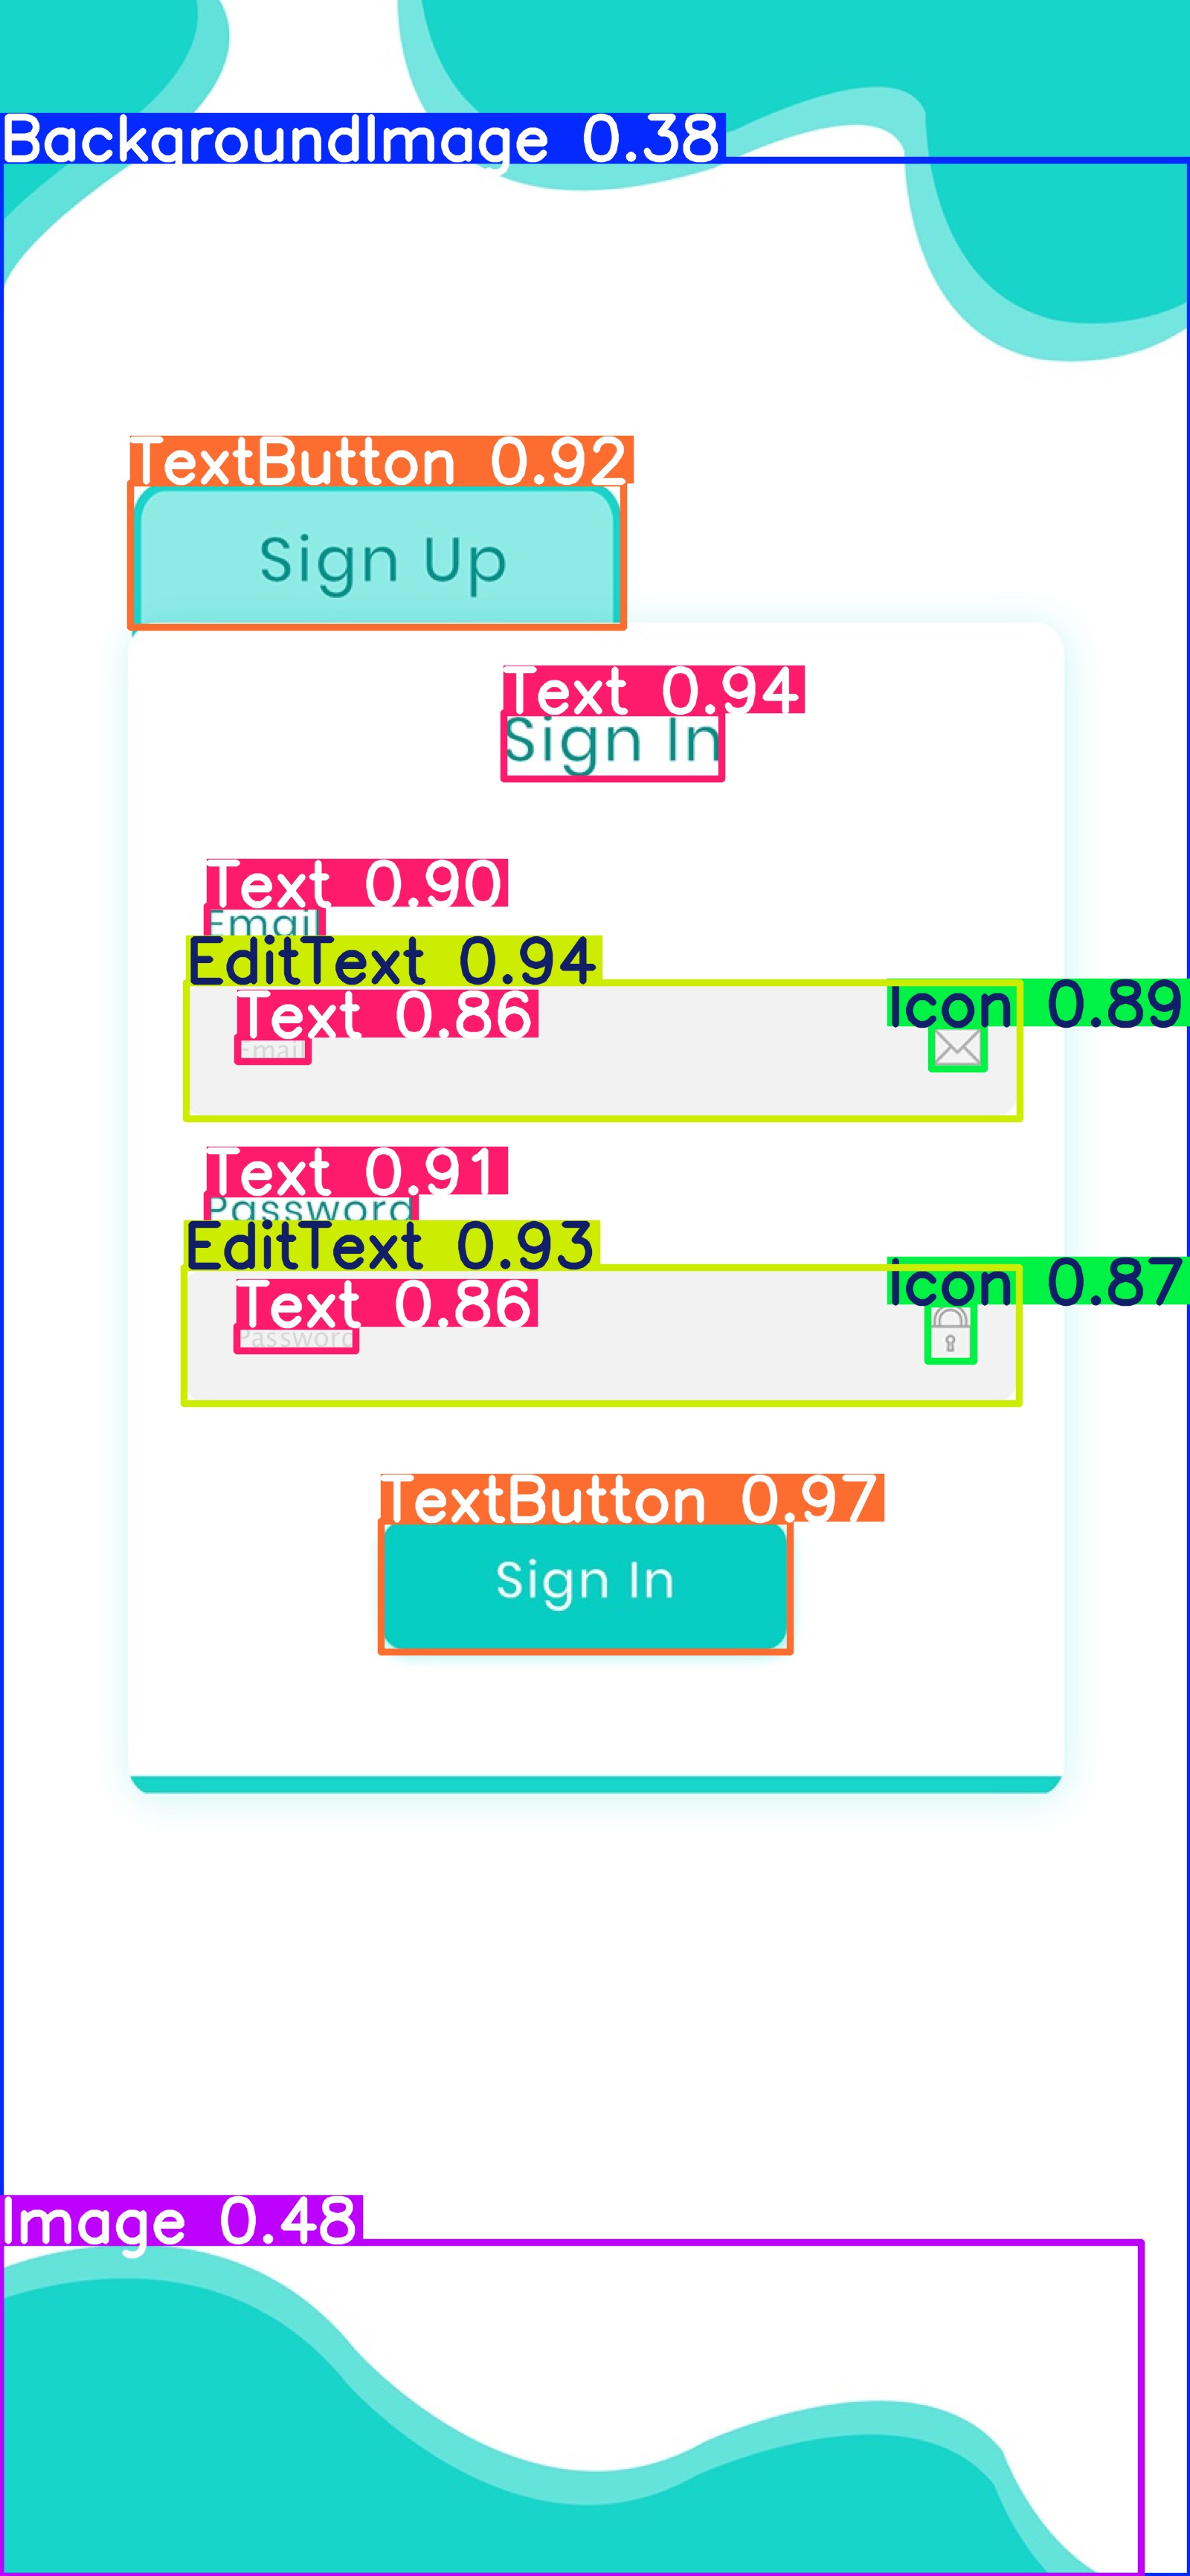 BackgroundImage 0.38
TextButton 0.92
Sign Up
Text 0.94
Sign In
Text 0.90
Email
EditText 0.94
Icon 0.89
Text 0.86
Email
Text 0.91
Password
EditText 0.93
Icon 0.87
Text 0.86
Password
TextButton 0.97
Sign In
Image 0.48